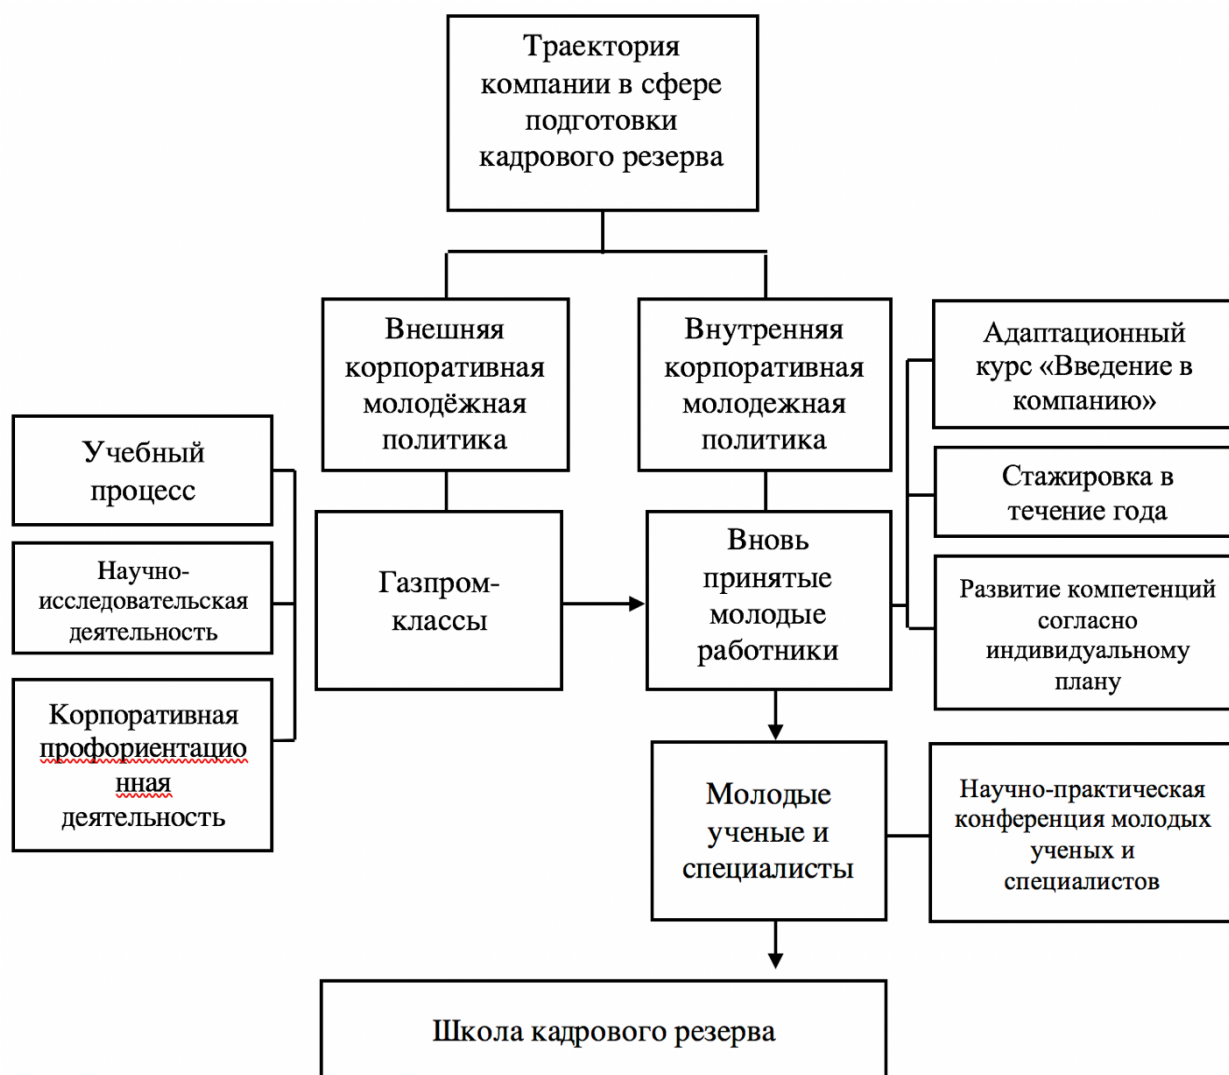 Траектория
компании в сфере
подготовки
кадрового резерва
Внешняя
корпоративная
молодёжная
политика
Внутренняя
корпоративная
молодежная
политика
Адаптационный
курс «Введение в
компанию»
Учебный
процесс
Стажировка в
течение года
Научно-
исследовательская
деятельность
Газпром-
классы
Вновь
принятые
молодые
работники
Развитие компетенций
согласно
индивидуальному
плану
Корпоративная
профориентацио
нная
деятельность
Молодые
ученые и
специалисты
Научно-практическая
конференция молодых
ученых и
специалистов
Школа кадрового резерва